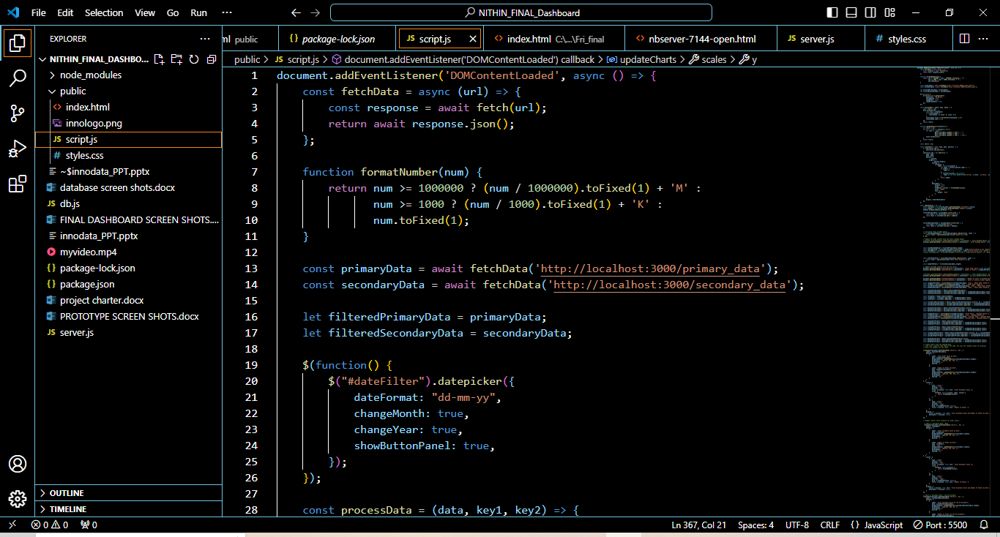 File Edit Selection View Go Run ··· NITHIN_FINAL_Dashboard
EXPLORER ···
NITHIN_FINAL_DASHBO...
node_modules
public
index.html
innologo.png
script.js
styles.css
~$innodata_PPT.pptx
database screen shots.docx
db.js
FINAL DASHBOARD SCREEN SHOTS....
innodata_PPT.pptx
myvideo.mp4
package-lock.json
package.json
project charter.docx
PROTOTYPE SCREEN SHOTS.docx
server.js
OUTLINE
TIMELINE
ml public {} package-lock.json JS script.js <> index.html C:\...\Fri_final <> nbserver-7144-open.html JS server.js # styles.css ···
public > JS script.js > document.addEventListener('DOMContentLoaded') callback > updateCharts > scales > y
1 document.addEventListener('DOMContentLoaded', async () => {
2 const fetchData = async (url) => {
3 const response = await fetch(url);
4 return await response.json();
5 };
6
7 function formatNumber(num) {
8 return num >= 1000000 ? (num / 1000000).toFixed(1) + 'M' :
9 num >= 1000 ? (num / 1000).toFixed(1) + 'K' :
10 num.toFixed(1);
11 }
12
13 const primaryData = await fetchData('http://localhost:3000/primary_data');
14 const secondaryData = await fetchData('http://localhost:3000/secondary_data');
15
16 let filteredPrimaryData = primaryData;
17 let filteredSecondaryData = secondaryData;
18
19 $(function() {
20 $("#dateFilter").datepicker({
21 dateFormat: "dd-mm-yy",
22 changeMonth: true,
23 changeYear: true,
24 showButtonPanel: true,
25 });
26 });
27
28 const processData = (data, key1, key2) => {
0 0 0 Ln 367, Col 21 Spaces: 4 UTF-8 CRLF {} JavaScript Port : 5500